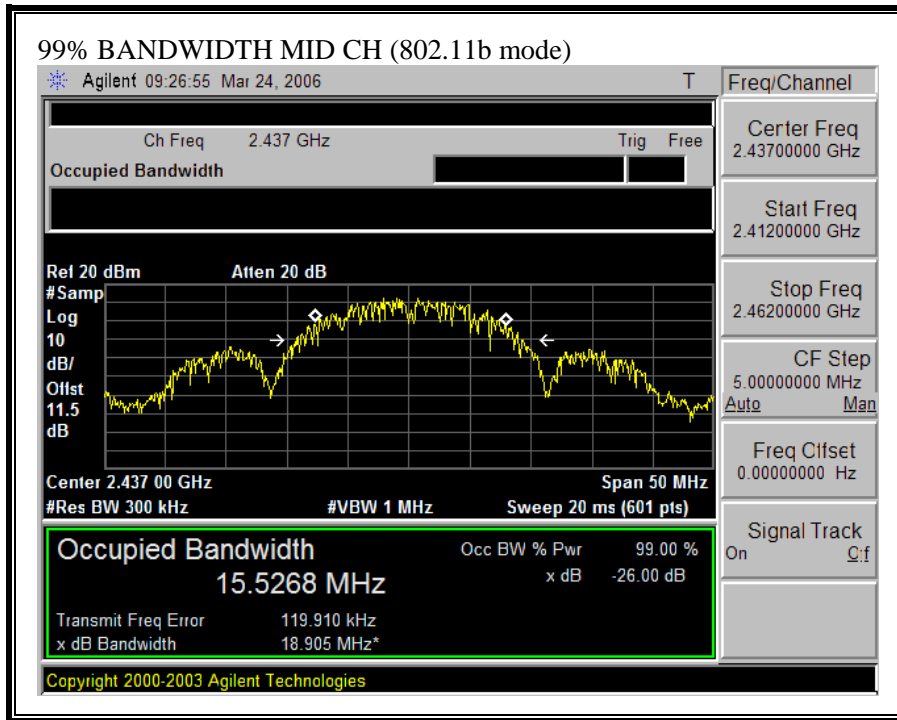 99% BANDWIDTH MID CH (802.11b mode)
Agilent 09:26:55 Mar 24, 2006 T
Freq/Channel
Ch Freq 2.437 GHz Trig Free
Occupied Bandwidth
Center Freq
2.43700000 GHz
Start Freq
2.41200000 GHz
Stop Freq
2.46200000 GHz
CF Step
5.00000000 MHz
Auto Man
Freq Offset
0.00000000 Hz
Signal Track
On Off
Ref 20 dBm Atten 20 dB
#Samp
Log
10
dB/
Offst
11.5
dB
Center 2.437 00 GHz Span 50 MHz
#Res BW 300 kHz #VBW 1 MHz Sweep 20 ms (601 pts)
Occupied Bandwidth
15.5268 MHz
Occ BW % Pwr 99.00 %
x dB -26.00 dB
Transmit Freq Error 119.910 kHz
x dB Bandwidth 18.905 MHz*
Copyright 2000-2003 Agilent Technologies